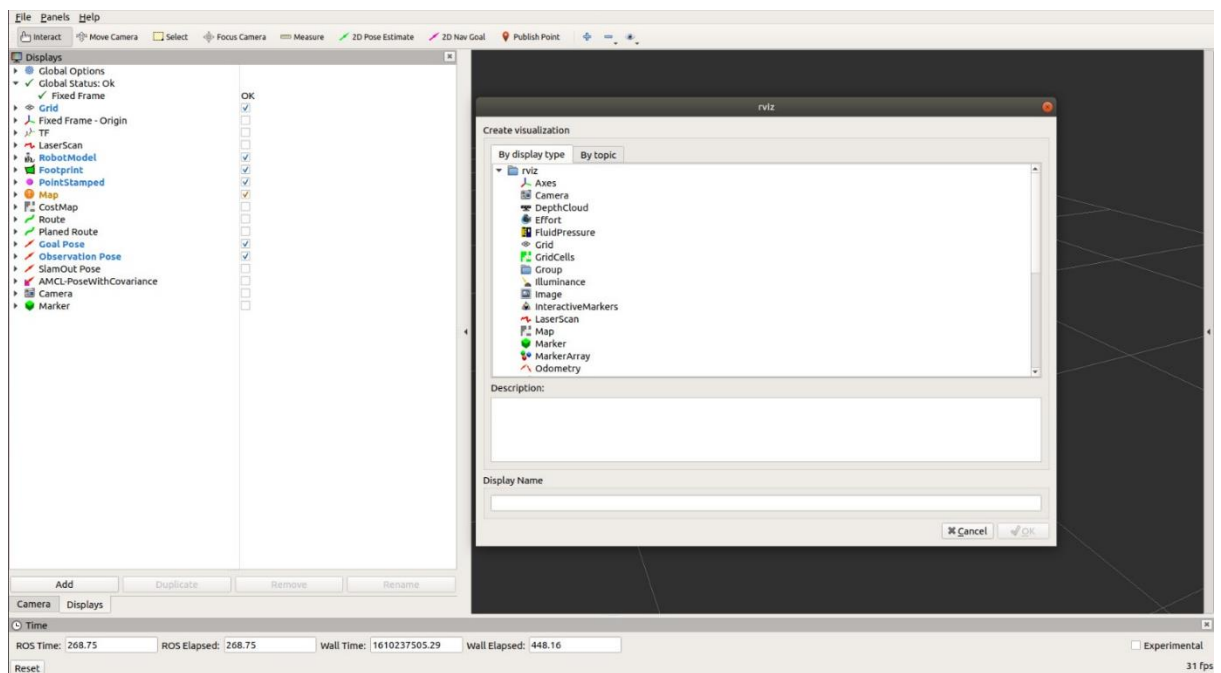 File Panels Help
Interact Move Camera Select Focus Camera Measure 2D Pose Estimate 2D Nav Goal Publish Point
Displays
Global Options
Global Status: Ok
Fixed Frame OK
Grid
Fixed Frame - Origin
TF
LaserScan
RobotModel
Footprint
PointStamped
Map
CostMap
Route
Planed Route
Goal Pose
Observation Pose
SlamOut Pose
AMCL-PoseWithCovariance
Camera
Marker
Add Duplicate Remove Rename
Camera Displays
rviz
Create visualization
By display type By topic
rviz
Axes
Camera
DepthCloud
Effort
FluidPressure
Grid
GridCells
Group
Illuminance
Image
InteractiveMarkers
LaserScan
Map
Marker
MarkerArray
Odometry
Description:
Display Name
Cancel OK
Time
ROS Time: 268.75 ROS Elapsed: 268.75 Wall Time: 1610237505.29 Wall Elapsed: 448.16 Experimental
Reset 31 fps